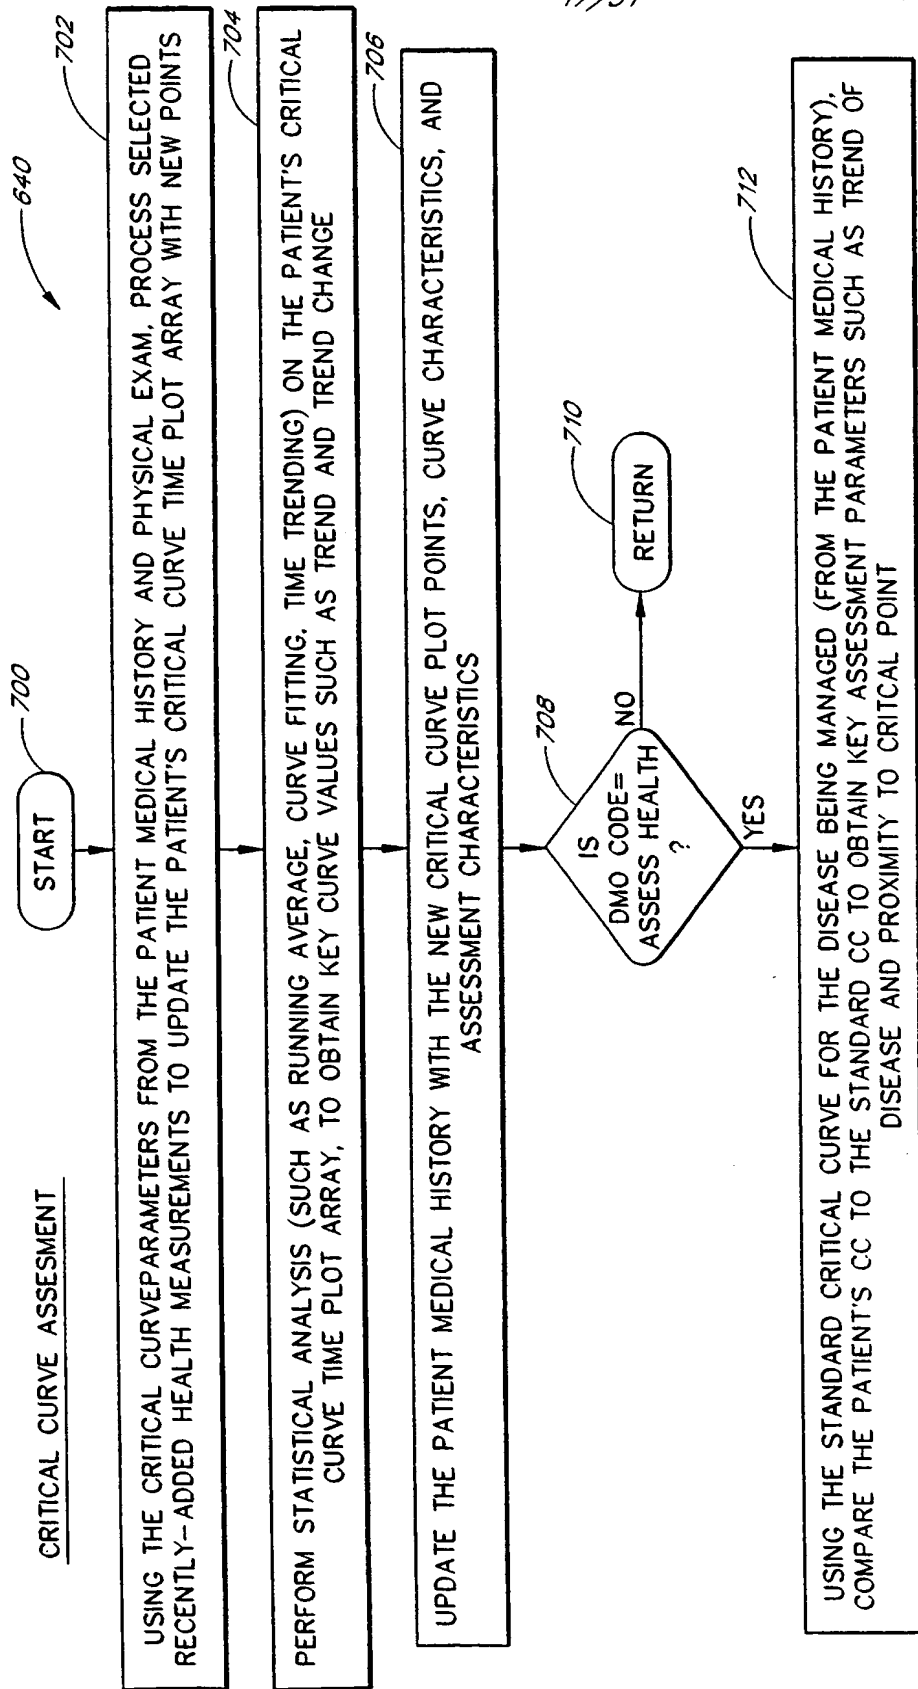 17/31
CRITICAL CURVE ASSESMENT
640
700
START
702
USING THE CRITICAL CURVEPARAMETERS FROM THE PATIENT MEDICAL HISTORY AND PHYSICAL EXAM, PROCESS SELECTED
RECENTLY-ADDED HEALTH MEASUREMENTS TO UPDATE THE PATIENT'S CRITICAL CURVE TIME PLOT ARRAY WITH NEW POINTS
704
PERFORM STATISTICAL ANALYSIS (SUCH AS RUNNING AVERAGE, CURVE FITTING, TIME TRENDING) ON THE PATIENT'S CRITICAL
CURVE TIME PLOT ARRAY, TO OBTAIN KEY CURVE VALUES SUCH AS TREND AND TREND CHANGE
706
UPDATE THE PATIENT MEDICAL HISTORY WITH THE NEW CRITICAL CURVE PLOT POINTS, CURVE CHARACTERISTICS, AND
ASSESSMENT CHARACTERISTICS
708
IS
DMO CODE=
ASSESS HEALTH
?
NO
710
RETURN
YES
712
USING THE STANDARD CRITICAL CURVE FOR THE DISEASE BEING MANAGED (FROM THE PATIENT MEDICAL HISTORY),
COMPARE THE PATIENT'S CC TO THE STANDARD CC TO OBTAIN KEY ASSESSMENT PARAMETERS SUCH AS TREND OF
DISEASE AND PROXIMITY TO CRITCAL POINT